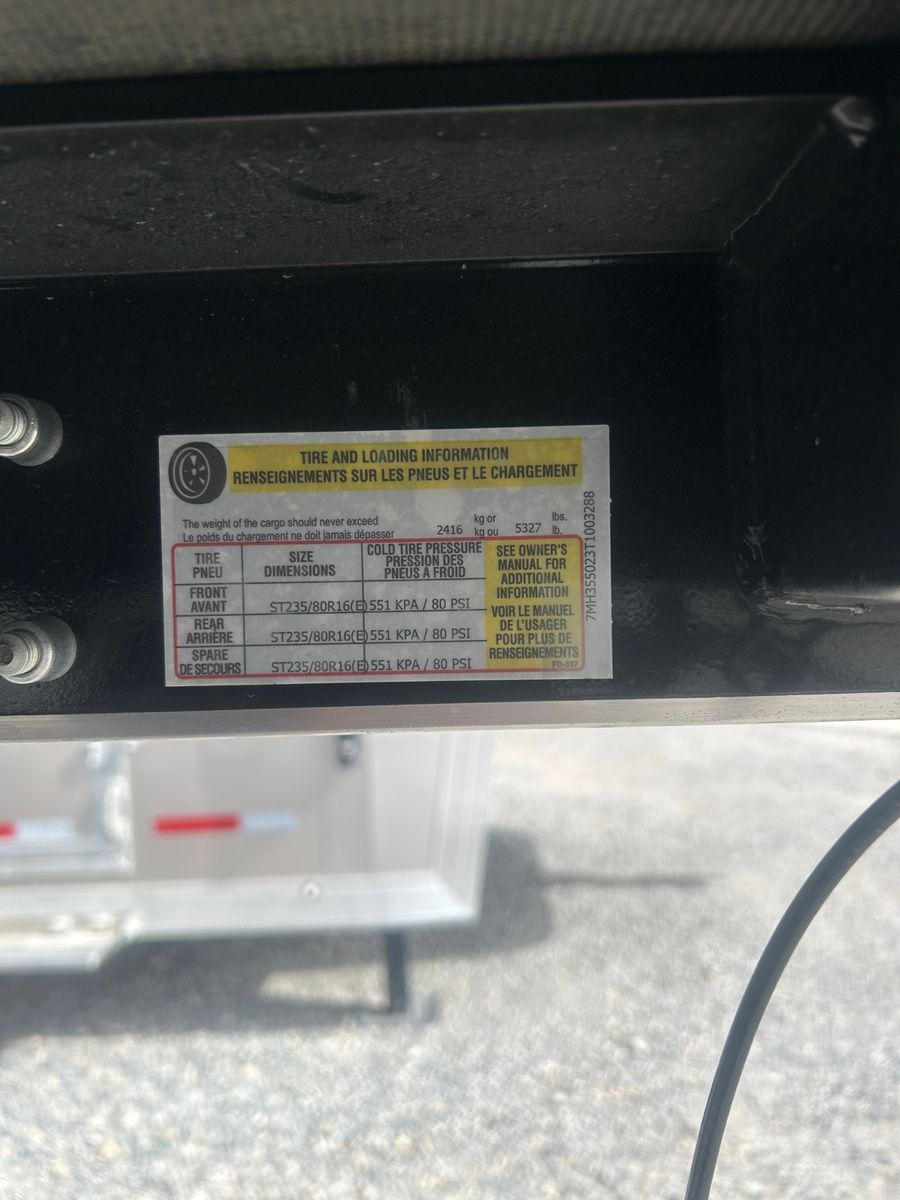 TIRE AND LOADING INFORMATION
RENSEIGNEMENTS SUR LES PNEUS ET LE CHARGEMENT
The weight of the cargo should never exceed 2416 kg or 5327 lbs.
Le poids du chargement ne doit jamais dépasser kg ou lb.
TIRE
PNEU
SIZE
DIMENSIONS
COLD TIRE PRESSURE
PRESSION DES
PNEUS A FROID
FRONT
AVANT
ST235/80R16(E) 551 KPA / 80 PSI
REAR
ARRIÈRE
ST235/80R16(E) 551 KPA / 80 PSI
SPARE
DE SECOURS
ST235/80R16(E) 551 KPA / 80 PSI
SEE OWNER'S
MANUAL FOR
ADDITIONAL
INFORMATION
VOIR LE MANUEL
DE L'USAGER
POUR PLUS DE
RENSEIGNEMENTS
FD-337
7MH355023T1003288